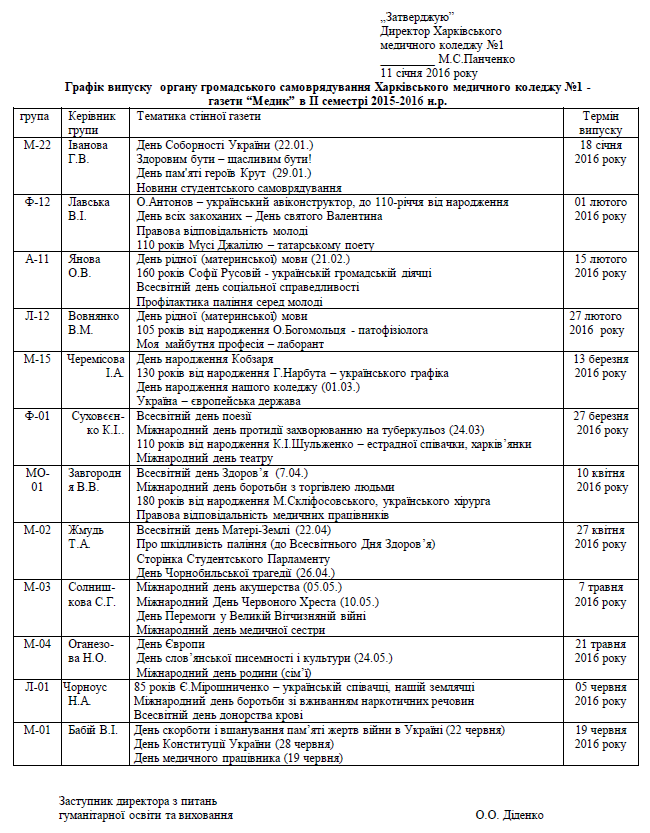 „Затверджую”
Директор Харківського
медичного коледжу №1
_________ М.С.Панченко
11 січня 2016 року
Графік випуску органу громадського самоврядування Харківського медичного коледжу №1 -
газети “Медик” в ІІ семестрі 2015-2016 н.р.
група
Керівник
групи
Тематика стінної газети
Термін
випуску
М-22
Іванова
Г.В.
День Соборності України (22.01.)
Здоровим бути – щасливим бути!
День пам'яті героїв Крут (29.01.)
Новини студентського самоврядування
18 січня
2016 року
Ф-12
Лавська
В.І.
О.Антонов – український авіконструктор, до 110-річчя від народження
День всіх закоханих – День святого Валентина
Правова відповідальність молоді
110 років Мусі Джалілю – татарському поету
01 лютого
2016 року
А-11
Янова
О.В.
День рідної (материнської) мови (21.02.)
160 років Софії Русовій - українській громадській діячці
Всесвітній день соціальної справедливості
Профілактика паління серед молоді
15 лютого
2016 року
Л-12
Вовнянко
В.М.
День рідної (материнської) мови
105 років від народження О.Богомольця - патофізіолога
Моя майбутня професія – лаборант
27 лютого
2016 року
М-15
Черемісова
І.А.
День народження Кобзаря
130 років від народження Г.Нарбута – українського графіка
День народження нашого коледжу (01.03.)
Україна – європейська держава
13 березня
2016 року
Ф-01
Суховєєн-
ко К.І..
Всесвітній день поезії
Міжнародний день протидії захворюванню на туберкульоз (24.03)
110 років від народження К.І.Шульженко – естрадної співачки, харків’янки
Міжнародний день театру
27 березня
2016 року
МО-
01
Завгородн
я В.В.
Всесвітній день Здоров’я (7.04.)
Міжнародний день боротьби з торгівлею людьми
180 років від народження М.Скліфосовського, українського хірурга
Правова відповідальність медичних працівників
10 квітня
2016 року
М-02
Жмудь
Т.А.
Всесвітній день Матері-Землі (22.04)
Про шкідливість паління (до Всесвітнього Дня Здоров’я)
Сторінка Студентського Парламенту
День Чорнобильської трагедії (26.04.)
27 квітня
2016 року
М-03
Солниш-
кова С.Г.
Міжнародний день акушерства (05.05.)
Міжнародний День Червоного Хреста (10.05.)
День Перемоги у Великій Вітчизняній війні
Міжнародний день медичної сестри
7 травня
2016 року
М-04
Оганезо-
ва Н.О.
День Європи
День слов’янської писемності і культури (24.05.)
Міжнародний день родини (сім’ї)
21 травня
2016 року
Л-01
Чорноус
Н.А.
85 років Є.Мірошниченко – українській співачці, нашій землячці
Міжнародний день боротьби зі вживанням наркотичних речовин
Всесвітній день донорства крові
05 червня
2016 року
М-01
Бабій В.І.
День скорботи і вшанування пам’яті жертв війни в Україні (22 червня)
День Конституції України (28 червня)
День медичного працівника (19 червня)
19 червня
2016 року
Заступник директора з питань
гуманітарної освіти та виховання
О.О. Діденко